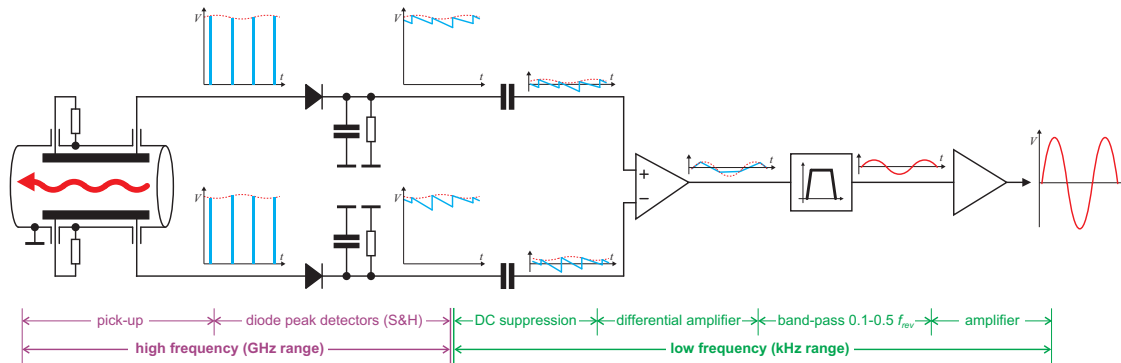 V
t
V
t
t
V
t
V
t
t
+
−
t
t
V
t
pick-up
diode peak detectors (S&H)
DC suppression
differential amplifier
band-pass 0.1-0.5 f_rev
amplifier
high frequency (GHz range)
low frequency (kHz range)